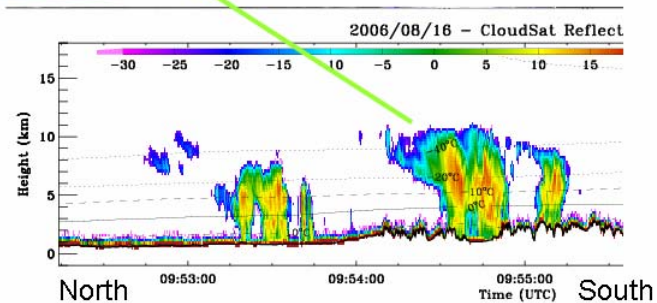 2006/08/16 - CloudSat Reflect
-30 -25 -20 -15 -10 -5 0 5 10 15
15
10
5
0
Height (km)
-40°C
-20°C
-10°C
0°C
09:53:00 09:54:00 09:55:00
North Time (UTC) South